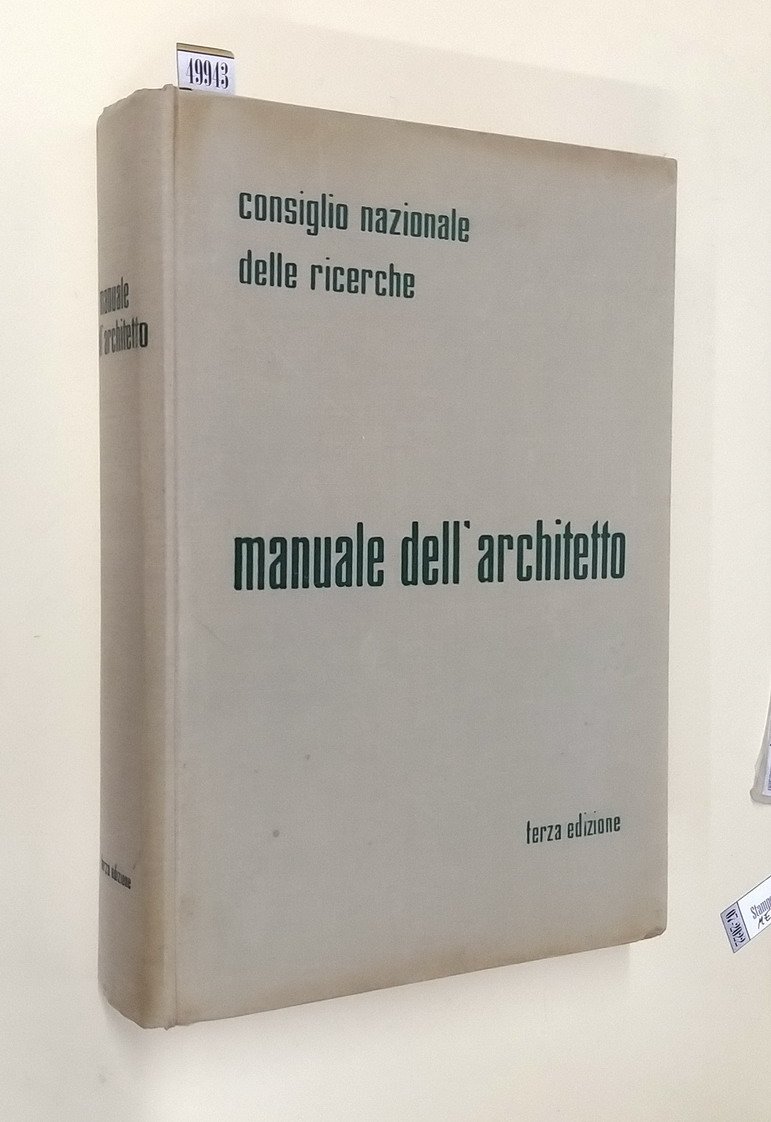 49943
consiglio nazionale
delle ricerche
manuale dell'architetto
terza edizione
manuale
dell'architetto
terza edizione